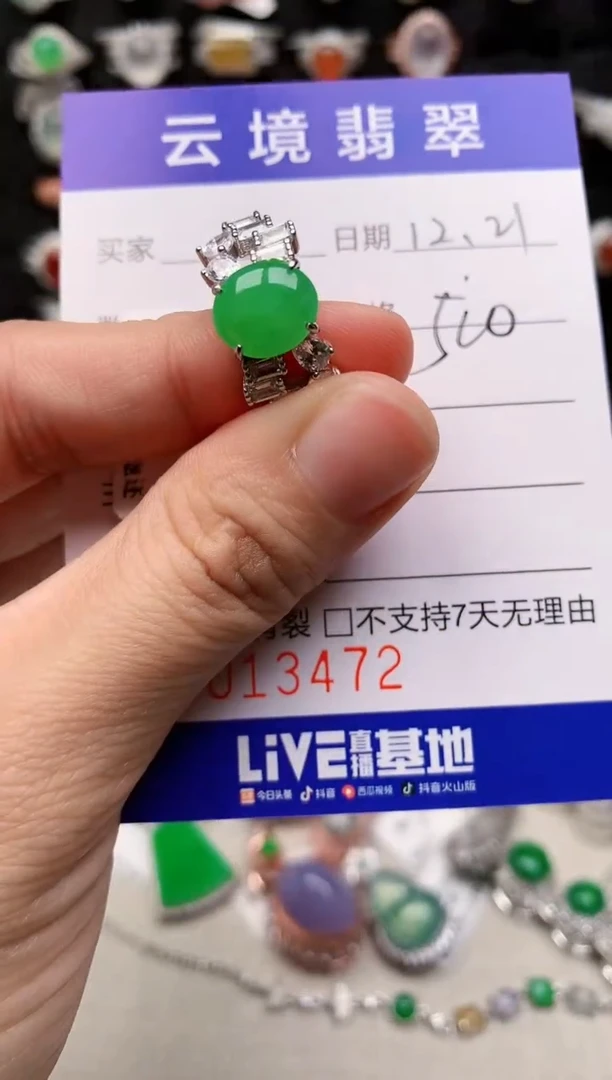 云境翡翠
买家 日期 12.21
510
裂 □不支持7天无理由
013472
LiVE直播基地
今日头条 抖音 西瓜视频 抖音火山版